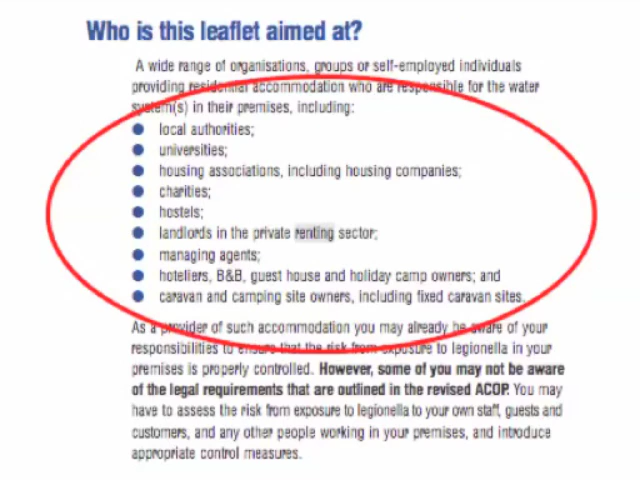 Who is this leaflet aimed at?
A wide range of organisations, groups or self-employed individuals
providing residential accommodation who are responsible for the water
system(s) in their premises, including:
● local authorities;
● universities;
● housing associations, including housing companies;
● charities;
● hostels;
● landlords in the private renting sector;
● managing agents;
● hoteliers, B&B, guest house and holiday camp owners; and
● caravan and camping site owners, including fixed caravan sites.
As a provider of such accommodation you may already be aware of your
responsibilities to ensure that the risk from exposure to legionella in your
premises is properly controlled. However, some of you may not be aware
of the legal requirements that are outlined in the revised ACOP. You may
have to assess the risk from exposure to legionella to your own staff, guests and
customers, and any other people working in your premises, and introduce
appropriate control measures.